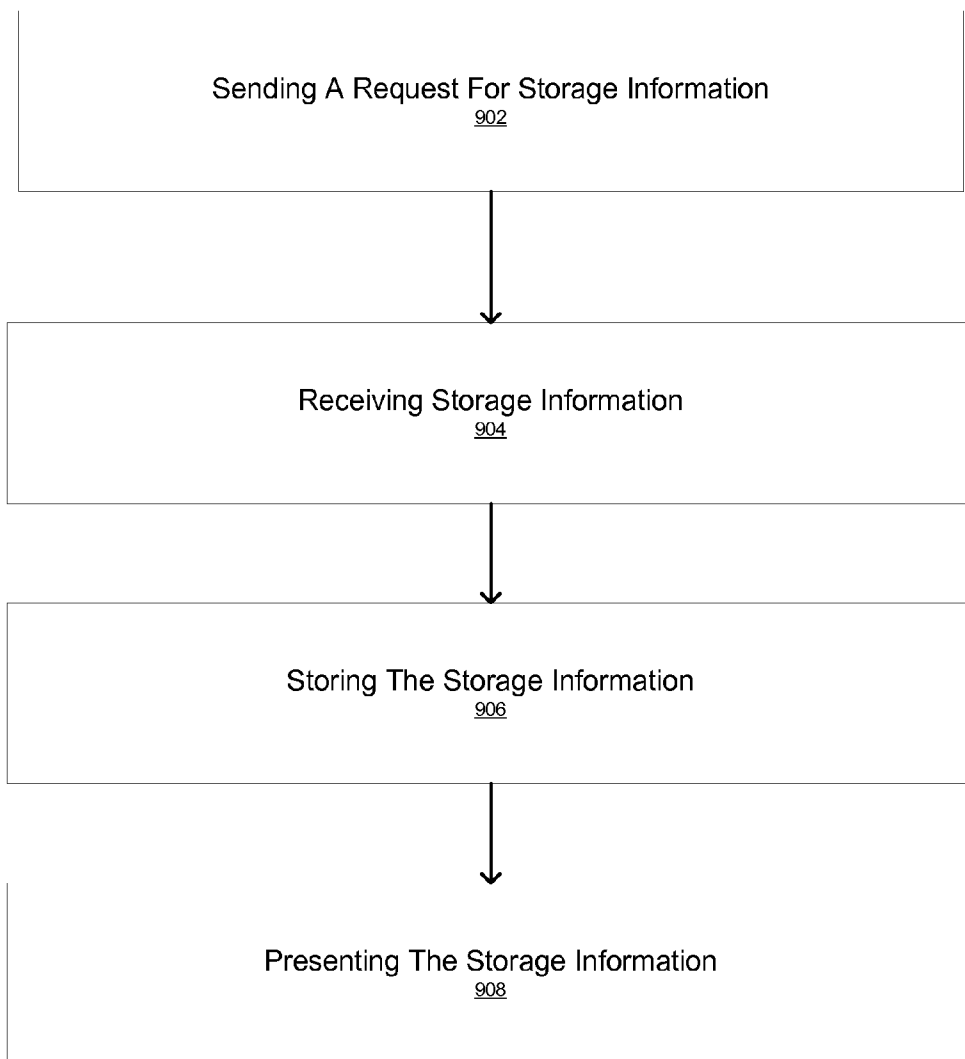 Sending A Request For Storage Information
902
Receiving Storage Information
904
Storing The Storage Information
906
Presenting The Storage Information
908